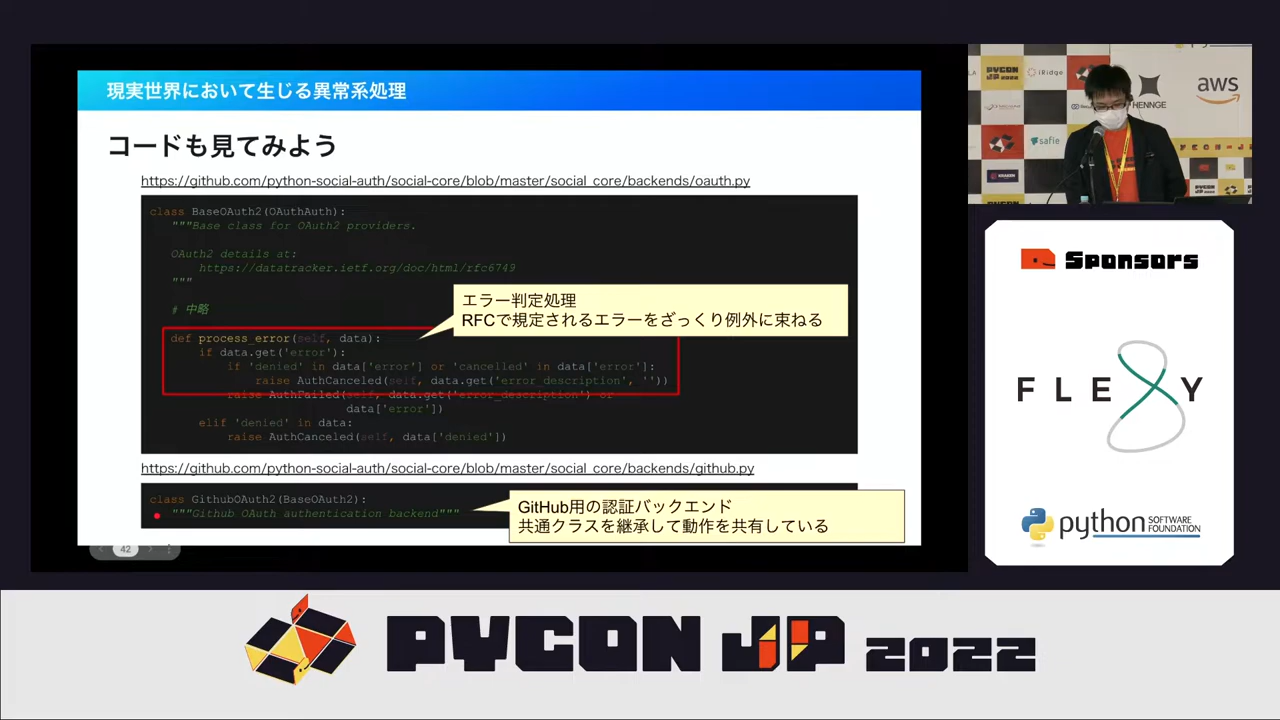 現実世界において生じる異常系処理
コードも見てみよう
https://github.com/python-social-auth/social-core/blob/master/social_core/backends/oauth.py
class BaseOAuth2(OAuthAuth):
"""Base class for OAuth2 providers.
OAuth2 details at:
https://datatracker.ietf.org/doc/html/rfc6749
"""
# 中略
エラー判定処理
RFCで規定されるエラーをざっくり例外に束ねる
def process_error(self, data):
if data.get('error'):
if 'denied' in data['error'] or 'cancelled' in data['error']:
raise AuthCanceled(self, data.get('error_description', ''))
raise AuthFailed(self, data.get('error_description') or
data['error'])
elif 'denied' in data:
raise AuthCanceled(self, data['denied'])
https://github.com/python-social-auth/social-core/blob/master/social_core/backends/github.py
class GithubOAuth2(BaseOAuth2):
"""Github OAuth authentication backend"""
GitHub用の認証バックエンド
共通クラスを継承して動作を共有している
42
PYCON JP 2022
iRidge
HENNGE
aws
safie
KRAKEN
Sponsors
FLEXY
python SOFTWARE FOUNDATION
PYCON JP 2022